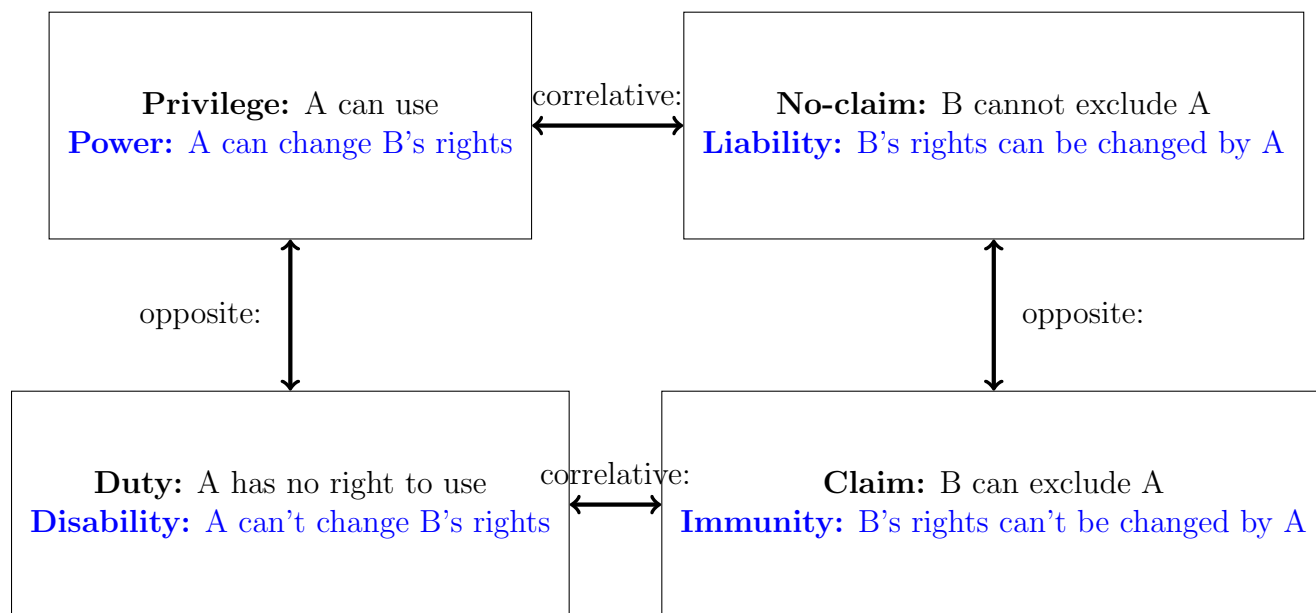 Privilege: A can use
Power: A can change B's rights
correlative:
No-claim: B cannot exclude A
Liability: B's rights can be changed by A
opposite:
opposite:
Duty: A has no right to use
Disability: A can't change B's rights
correlative:
Claim: B can exclude A
Immunity: B's rights can't be changed by A